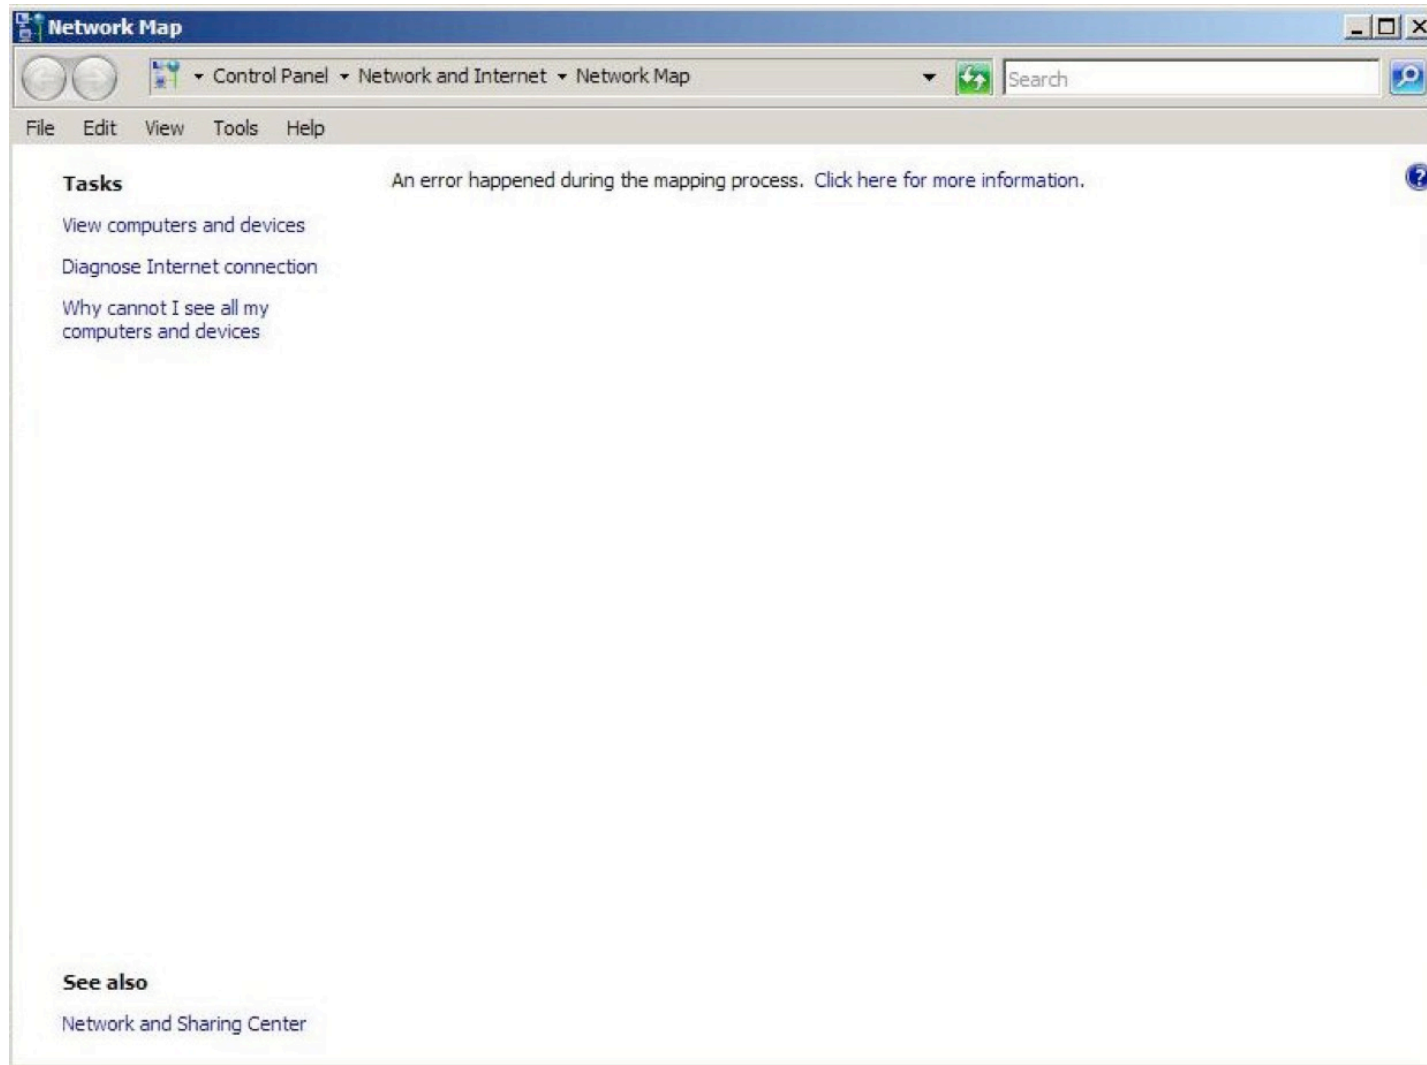 Network Map
Control Panel Network and Internet Network Map
Search
File Edit View Tools Help
Tasks
View computers and devices
Diagnose Internet connection
Why cannot I see all my
computers and devices
An error happened during the mapping process. Click here for more information.
See also
Network and Sharing Center